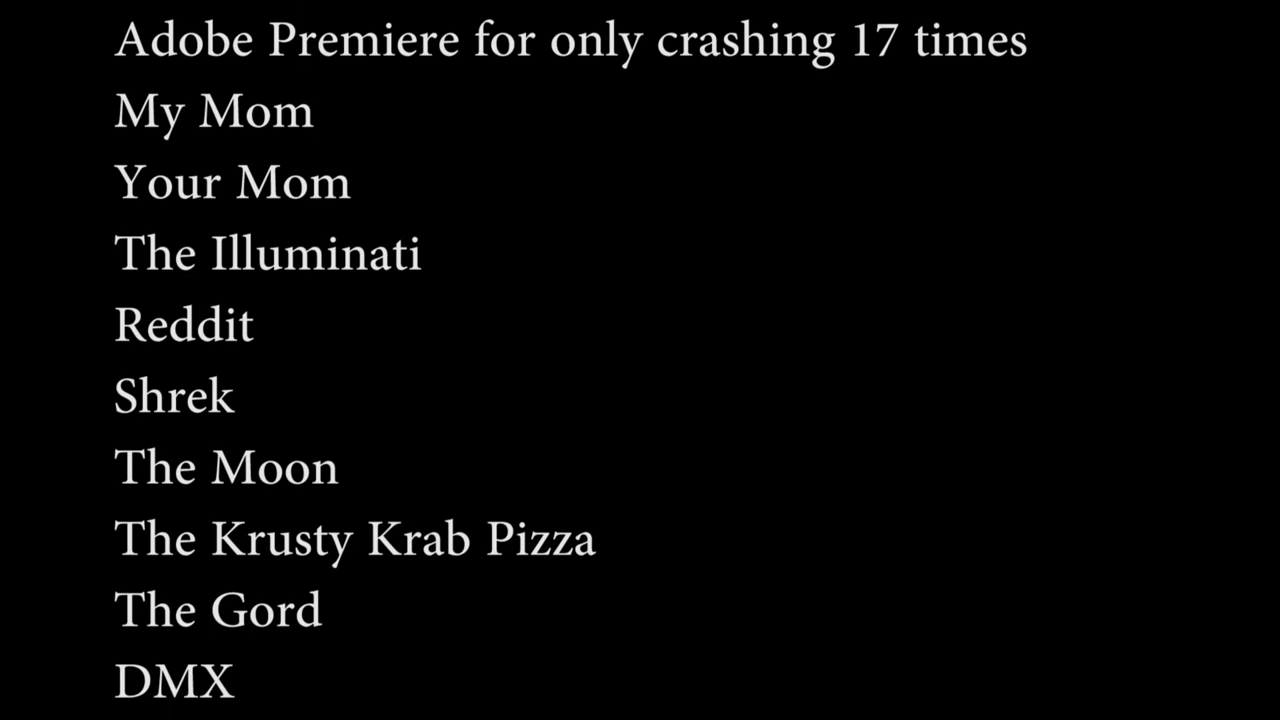 Adobe Premiere for only crashing 17 times
My Mom
Your Mom
The Illuminati
Reddit
Shrek
The Moon
The Krusty Krab Pizza
The Gord
DMX